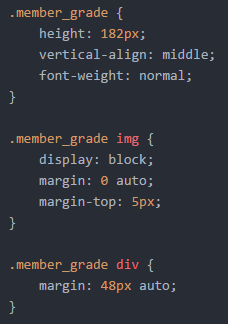 .member_grade {
    height: 182px;
    vertical-align: middle;
    font-weight: normal;
}

.member_grade img {
    display: block;
    margin: 0 auto;
    margin-top: 5px;
}

.member_grade div {
    margin: 48px auto;
}